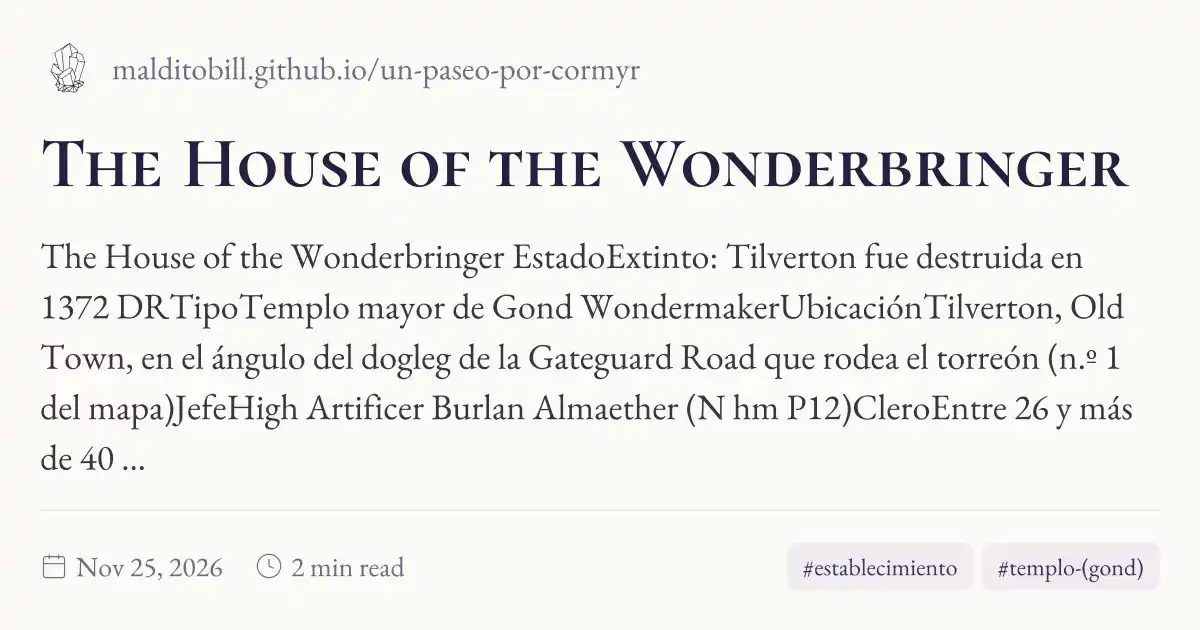 malditobill.github.io/un-paseo-por-cormyr
The House of the Wonderbringer
The House of the Wonderbringer EstadoExtinto: Tilverton fue destruida en
1372 DRTipoTemplo mayor de Gond WondermakerUbicaciónTilverton, Old
Town, en el ángulo del dogleg de la Gateguard Road que rodea el torreón (n.º 1
del mapa)JefeHigh Artificer Burlan Almaether (N hm P12)CleroEntre 26 y más
de 40 ...
Nov 25, 2026
2 min read
#establecimiento
#templo-(gond)